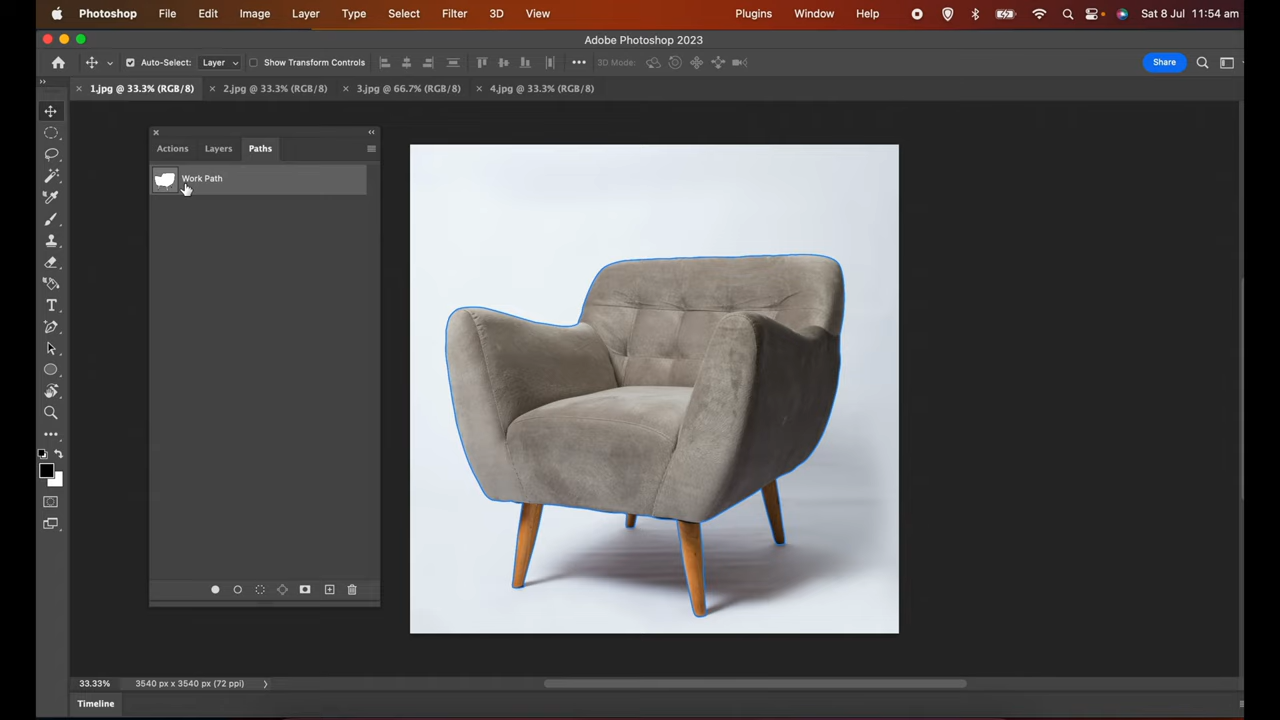 Photoshop File Edit Image Layer Type Select Filter 3D View Plugins Window Help Sat 8 Jul 11:54 am
Adobe Photoshop 2023
Auto-Select: Layer Show Transform Controls 3D Mode: Share
1.jpg @ 33.3% (RGB/8) 2.jpg @ 33.3% (RGB/8) 3.jpg @ 66.7% (RGB/8) 4.jpg @ 33.3% (RGB/8)
Actions Layers Paths
Work Path
33.33% 3540 px x 3540 px (72 ppi)
Timeline